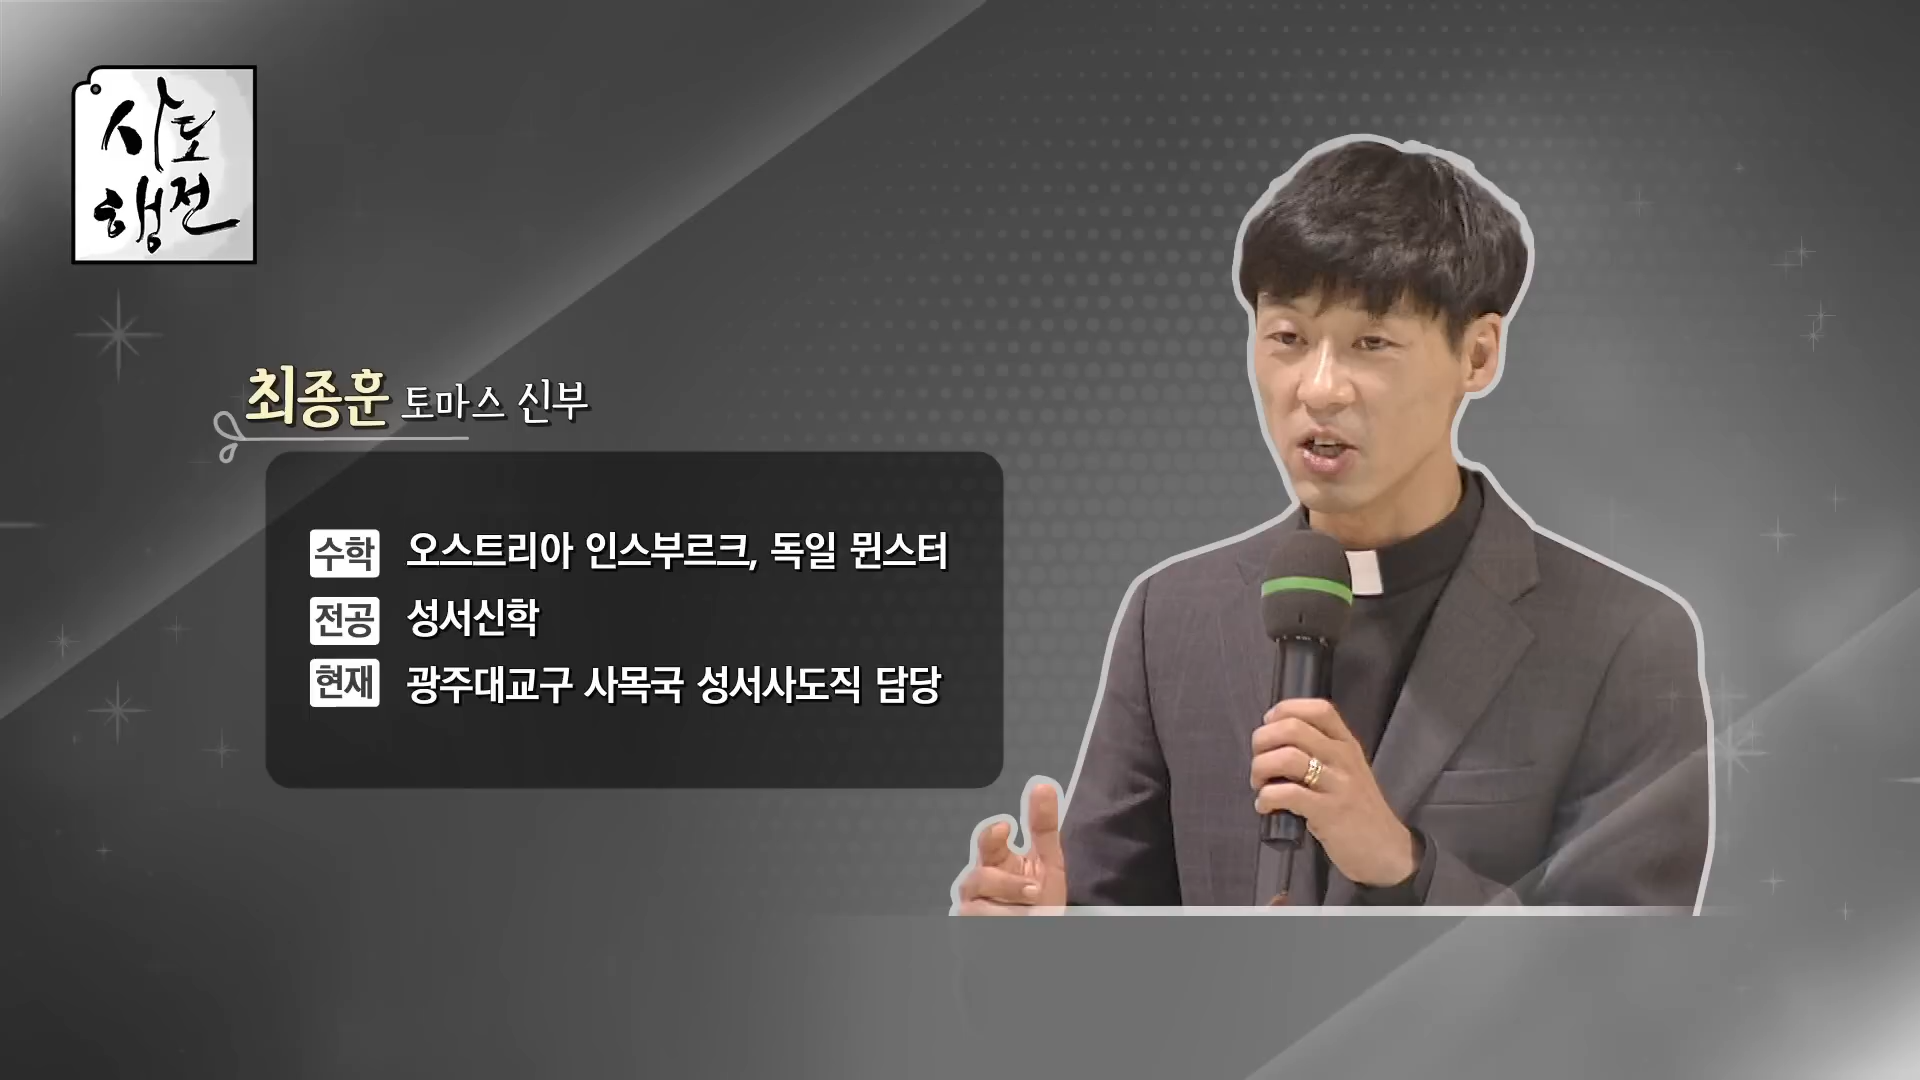 사도
행전
최종훈 토마스 신부
수학 오스트리아 인스부르크, 독일 뮌스터
전공 성서신학
현재 광주대교구 사목국 성서사도직 담당